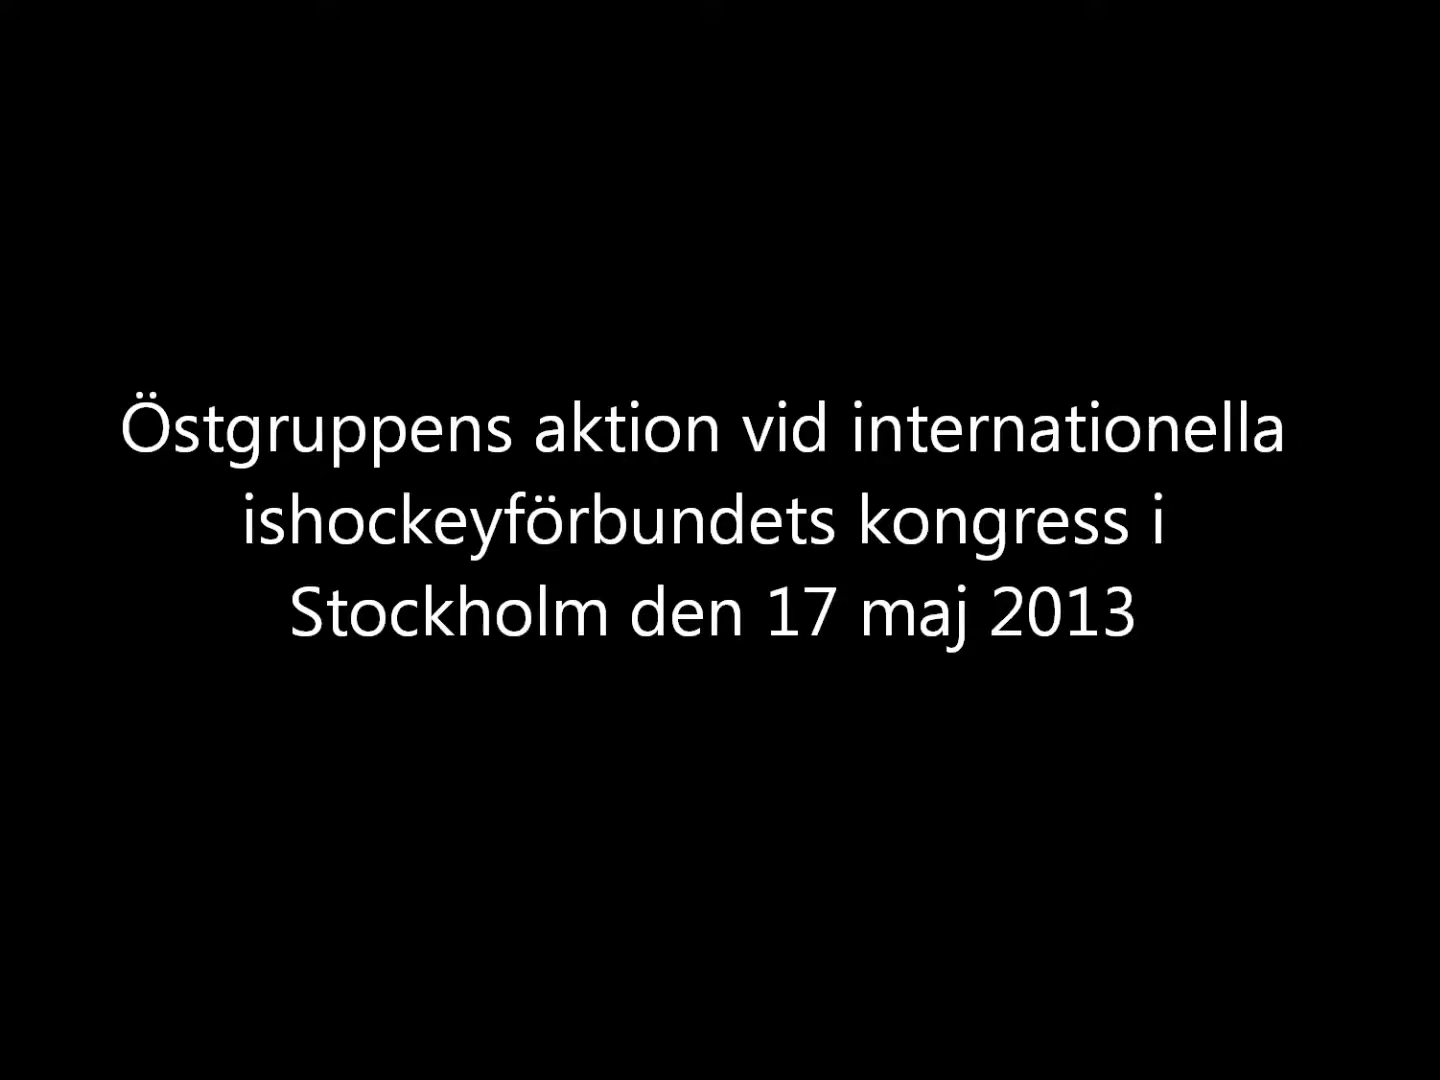 Östgruppens aktion vid internationella
ishockeyförbundets kongress i
Stockholm den 17 maj 2013